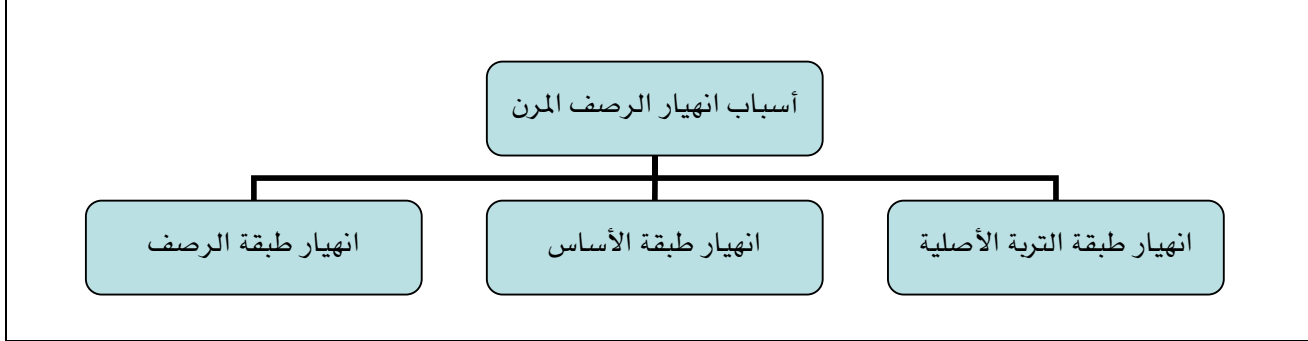 أسباب انهيار الرصف المرن
انهيار طبقة التربة الأصلية
انهيار طبقة الأساس
انهيار طبقة الرصف